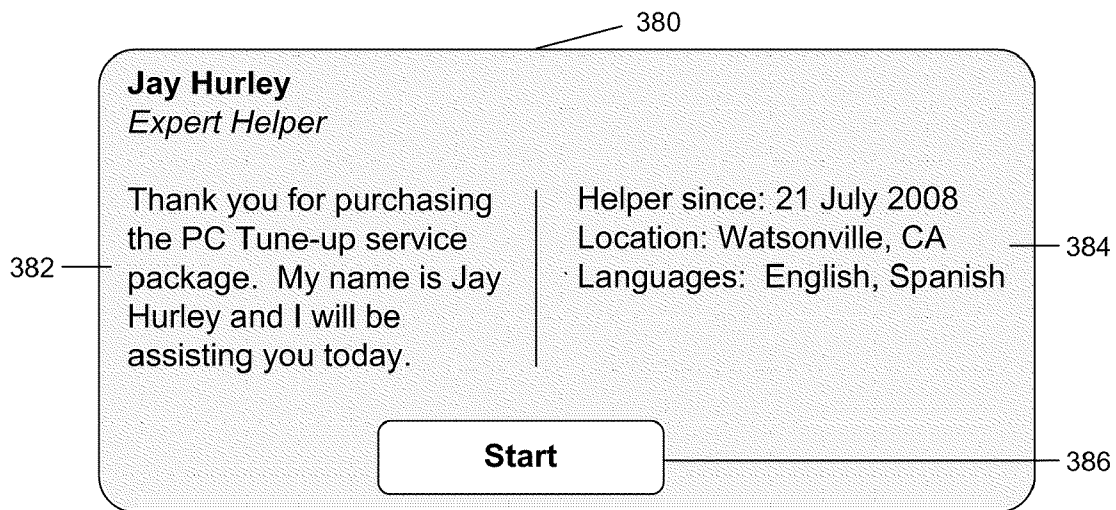 380
Jay Hurley
Expert Helper
Thank you for purchasing
the PC Tune-up service
package.  My name is Jay
Hurley and I will be
assisting you today.
382
Helper since: 21 July 2008
Location: Watsonville, CA
Languages:  English, Spanish
384
Start
386